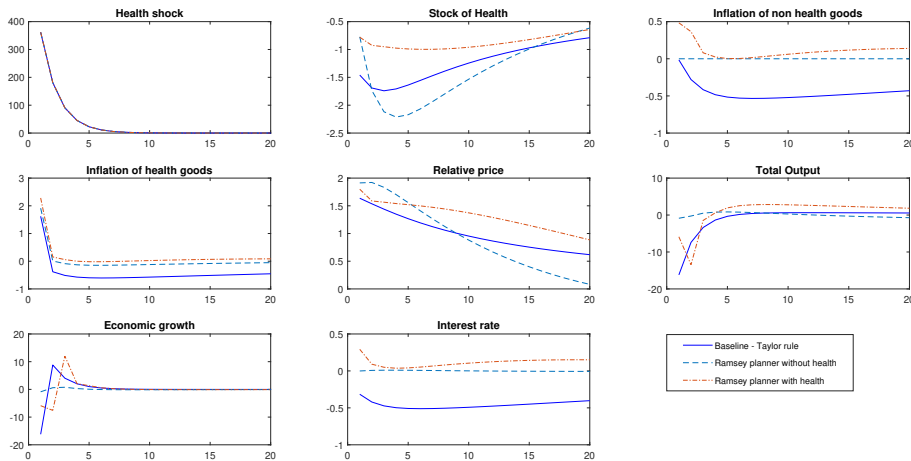 Health shock
400
300
200
100
0
0 5 10 15 20
Stock of Health
-0.5
-1
-1.5
-2
-2.5
0 5 10 15 20
Inflation of non health goods
0.5
0
-0.5
-1
0 5 10 15 20
Inflation of health goods
3
2
1
0
-1
0 5 10 15 20
Relative price
2
1.5
1
0.5
0
0 5 10 15 20
Total Output
10
0
-10
-20
0 5 10 15 20
Economic growth
20
10
0
-10
-20
0 5 10 15 20
Interest rate
0.5
0
-0.5
-1
0 5 10 15 20
Baseline - Taylor rule
Ramsey planner without health
Ramsey planner with health